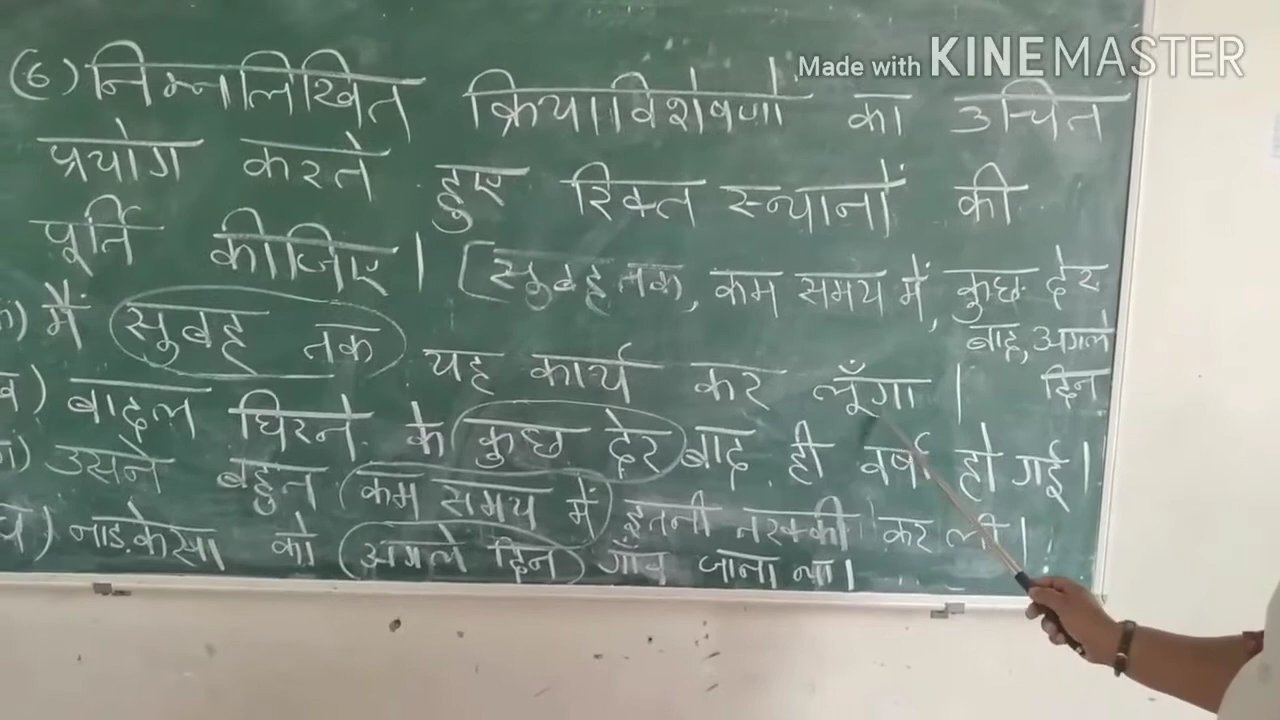 Made with KINEMASTER
(6) निम्नलिखित क्रियाविशेषणों का उचित
प्रयोग करते हुए रिक्त स्थानों की
पूर्ति कीजिए। [सुबह तक, कम समय में, कुछ देर
बाद, अगले
दिन
क) मैं सुबह तक यह कार्य कर लूँगा।
ख) बादल घिरने के कुछ देर बाद ही वर्षा हो गई।
ग) उसने बहुत कम समय में इतनी तरक्की कर ली।
घ) नाड.केसा को अगले दिन गाँव जाना था।